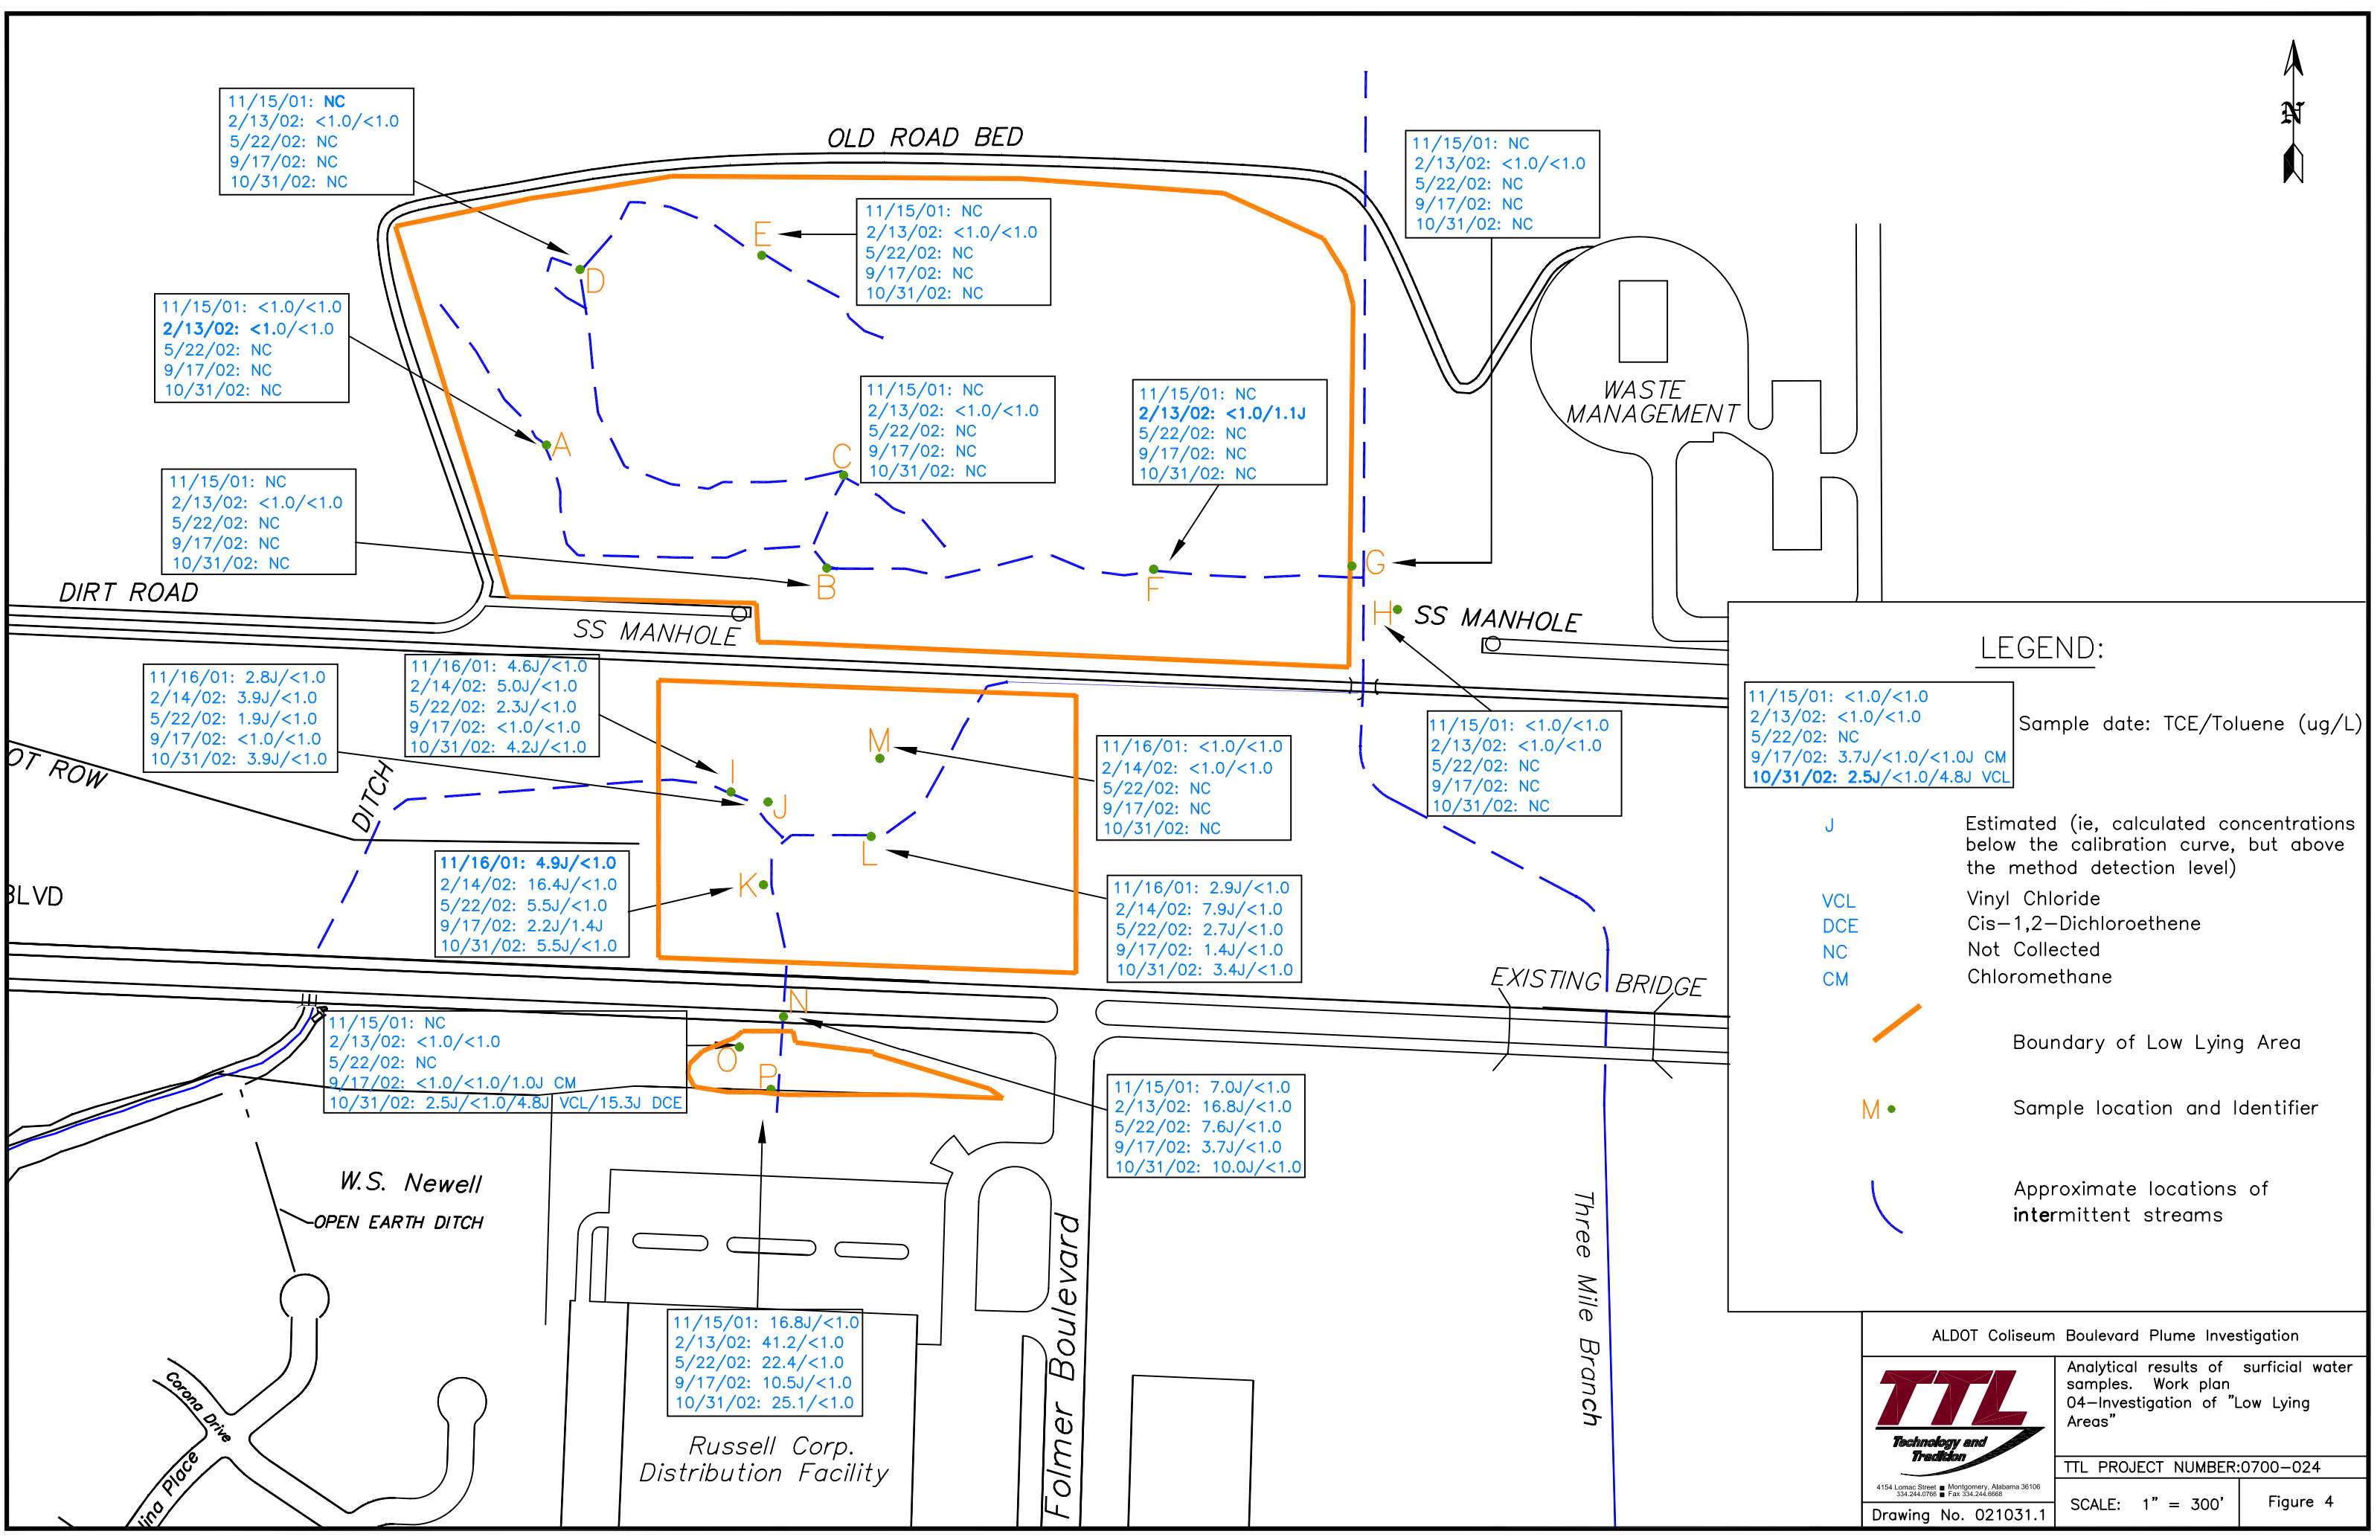 11/15/01: NC
2/13/02: <1.0/<1.0
5/22/02: NC
9/17/02: NC
10/31/02: NC
OLD ROAD BED
N
11/15/01: NC
2/13/02: <1.0/<1.0
5/22/02: NC
9/17/02: NC
10/31/02: NC
E
11/15/01: NC
2/13/02: <1.0/<1.0
5/22/02: NC
9/17/02: NC
10/31/02: NC
D
11/15/01: <1.0/<1.0
2/13/02: <1.0/<1.0
5/22/02: NC
9/17/02: NC
10/31/02: NC
A
11/15/01: NC
2/13/02: <1.0/<1.0
5/22/02: NC
9/17/02: NC
10/31/02: NC
C
11/15/01: NC
2/13/02: <1.0/1.1J
5/22/02: NC
9/17/02: NC
10/31/02: NC
WASTE
MANAGEMENT
11/15/01: NC
2/13/02: <1.0/<1.0
5/22/02: NC
9/17/02: NC
10/31/02: NC
B
F
G
H
DIRT ROAD
SS MANHOLE
SS MANHOLE
11/16/01: 2.8J/<1.0
2/14/02: 3.9J/<1.0
5/22/02: 1.9J/<1.0
9/17/02: <1.0/<1.0
10/31/02: 3.9J/<1.0
11/16/01: 4.6J/<1.0
2/14/02: 5.0J/<1.0
5/22/02: 2.3J/<1.0
9/17/02: <1.0/<1.0
10/31/02: 4.2J/<1.0
I
J
M
11/16/01: <1.0/<1.0
2/14/02: <1.0/<1.0
5/22/02: NC
9/17/02: NC
10/31/02: NC
11/15/01: <1.0/<1.0
2/13/02: <1.0/<1.0
5/22/02: NC
9/17/02: NC
10/31/02: NC
OT ROW
DITCH
BLVD
11/16/01: 4.9J/<1.0
2/14/02: 16.4J/<1.0
5/22/02: 5.5J/<1.0
9/17/02: 2.2J/1.4J
10/31/02: 5.5J/<1.0
K
L
11/16/01: 2.9J/<1.0
2/14/02: 7.9J/<1.0
5/22/02: 2.7J/<1.0
9/17/02: 1.4J/<1.0
10/31/02: 3.4J/<1.0
EXISTING BRIDGE
N
O
P
11/15/01: NC
2/13/02: <1.0/<1.0
5/22/02: NC
9/17/02: <1.0/<1.0/1.0J CM
10/31/02: 2.5J/<1.0/4.8J VCL/15.3J DCE
11/15/01: 7.0J/<1.0
2/13/02: 16.8J/<1.0
5/22/02: 7.6J/<1.0
9/17/02: 3.7J/<1.0
10/31/02: 10.0J/<1.0
W.S. Newell
OPEN EARTH DITCH
Corona Drive
lina Place
11/15/01: 16.8J/<1.0
2/13/02: 41.2/<1.0
5/22/02: 22.4/<1.0
9/17/02: 10.5J/<1.0
10/31/02: 25.1/<1.0
Russell Corp.
Distribution Facility
Folmer Boulevard
Three Mile Branch
LEGEND:
11/15/01: <1.0/<1.0
2/13/02: <1.0/<1.0
5/22/02: NC
9/17/02: 3.7J/<1.0/<1.0J CM
10/31/02: 2.5J/<1.0/4.8J VCL
Sample date: TCE/Toluene (ug/L)
J Estimated (ie, calculated concentrations
below the calibration curve, but above
the method detection level)
VCL Vinyl Chloride
DCE Cis-1,2-Dichloroethene
NC Not Collected
CM Chloromethane
Boundary of Low Lying Area
M Sample location and Identifier
Approximate locations of
intermittent streams
ALDOT Coliseum Boulevard Plume Investigation
TTL
Technology and
Tradition
4154 Lomac Street ■ Montgomery, Alabama 36106
334.244.0766 ■ Fax 334.244.6668
Drawing No. 021031.1
Analytical results of surficial water
samples. Work plan
04-Investigation of "Low Lying
Areas"
TTL PROJECT NUMBER:0700-024
SCALE: 1" = 300'
Figure 4